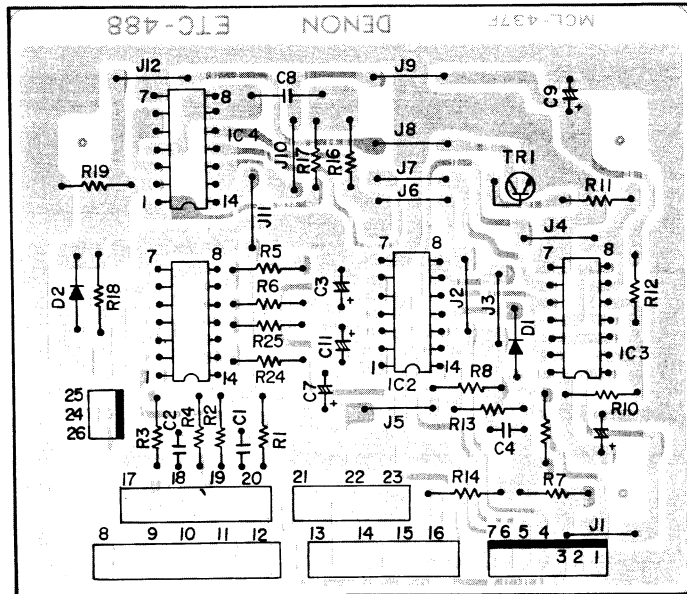 ETC-488 DENON MCL-437F
J12 J9
C8 C9
7 8
IC4 J8
J10 R17 R16
TR1
R19 J7 R11
J6
1 14 J11
J4
7 8 R5 7 8 7 8
D2 R18 R6 C3 J2 J3 D1 R12
R25 C11
1 14 R24 1 14 IC3
IC2 R8 1 14
25 C7 R10
24
26
R3 C2 R4 R2 C1 R1 J5 R13 C4
17 18 19 20 21 22 23 R14 R7
8 9 10 11 12 13 14 15 16 7 6 5 4 J1
3 2 1